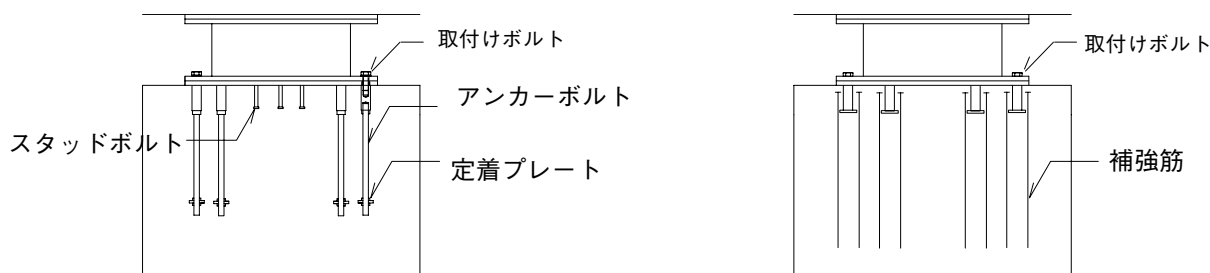 取付けボルト
アンカーボルト
スタッドボルト
定着プレート
取付けボルト
補強筋